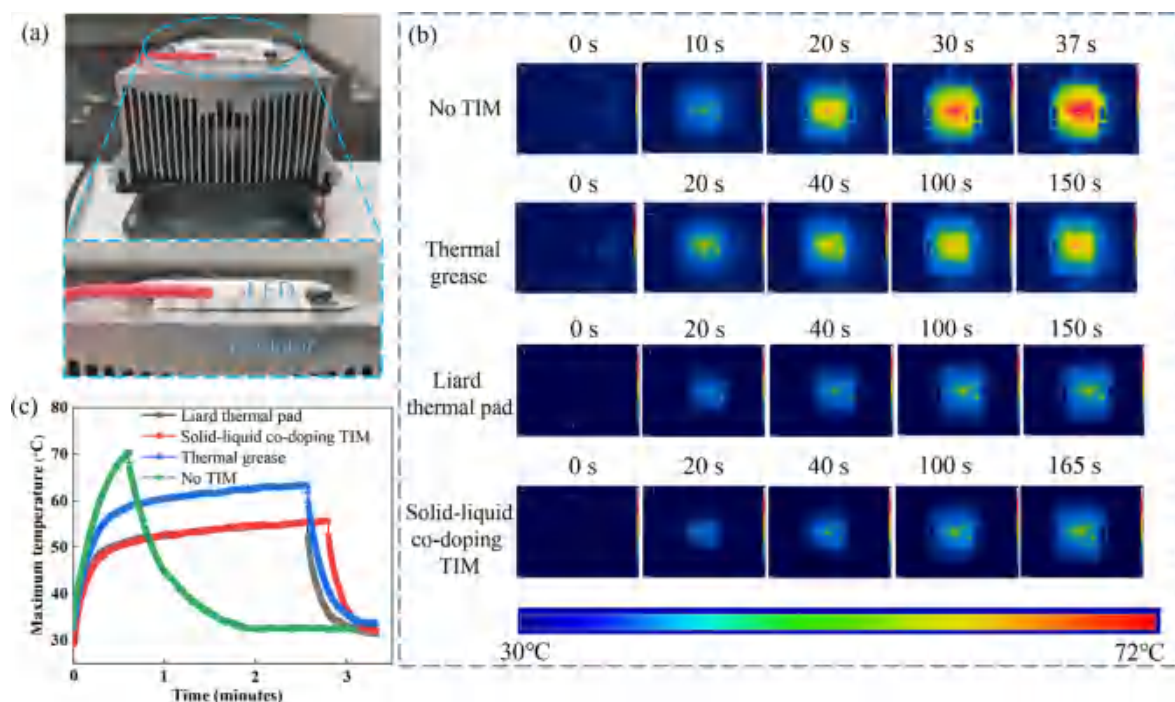 (a)
LED
(b)
0 s 10 s 20 s 30 s 37 s
No TIM
0 s 20 s 40 s 100 s 150 s
Thermal
grease
0 s 20 s 40 s 100 s 150 s
Liard
thermal pad
0 s 20 s 40 s 100 s 165 s
Solid-liquid
co-doping
TIM
30°C 72°C
(c)
80
70
60
50
40
30
Maximum temperature (°C)
Liard thermal pad
Solid-liquid co-doping TIM
Thermal grease
No TIM
0 1 2 3
Time (minutes)